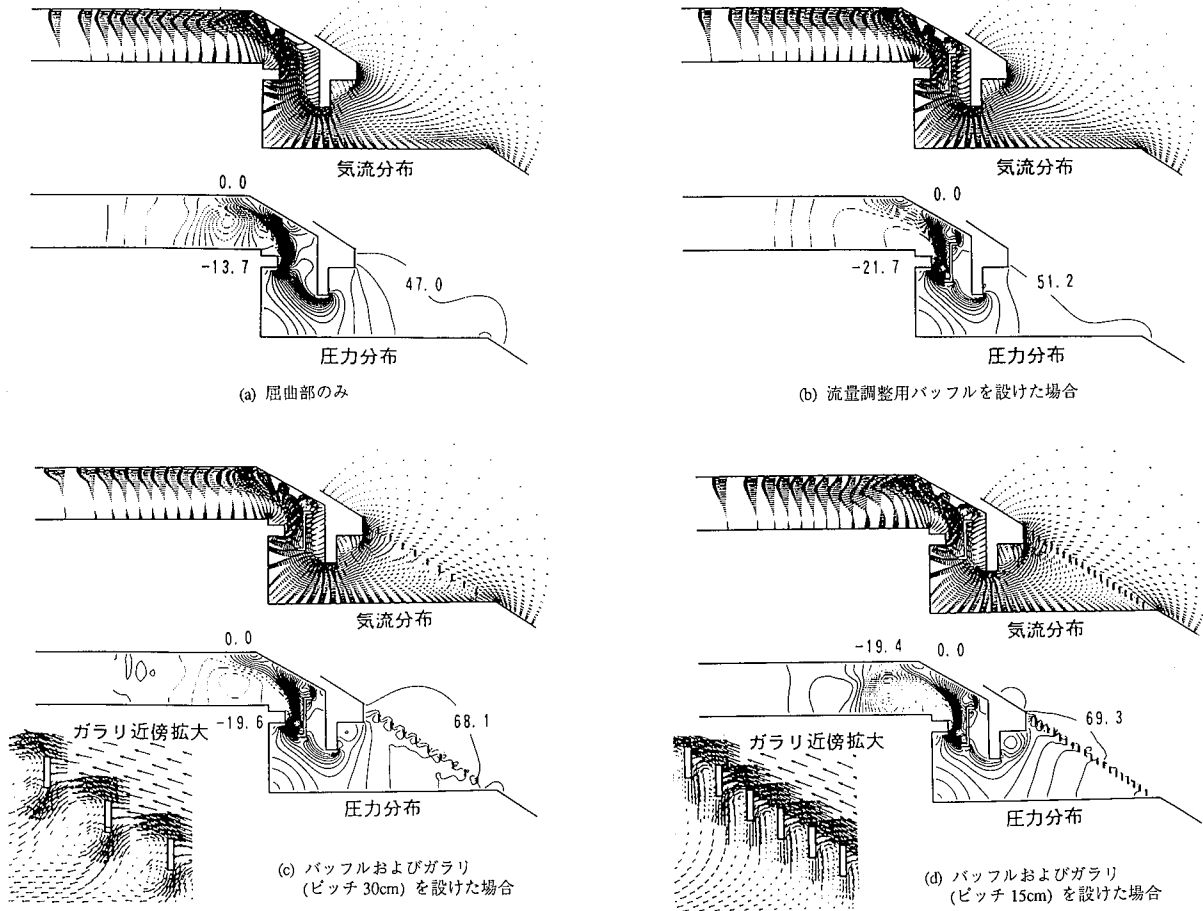 気流分布
0.0
-13.7
47.0
圧力分布
(a) 屈曲部のみ
気流分布
0.0
-21.7
51.2
圧力分布
(b) 流量調整用バッフルを設けた場合
気流分布
0.0
-19.6
68.1
ガラリ近傍拡大
圧力分布
(c) バッフルおよびガラリ
(ピッチ 30cm) を設けた場合
気流分布
-19.4
0.0
69.3
ガラリ近傍拡大
圧力分布
(d) バッフルおよびガラリ
(ピッチ 15cm) を設けた場合